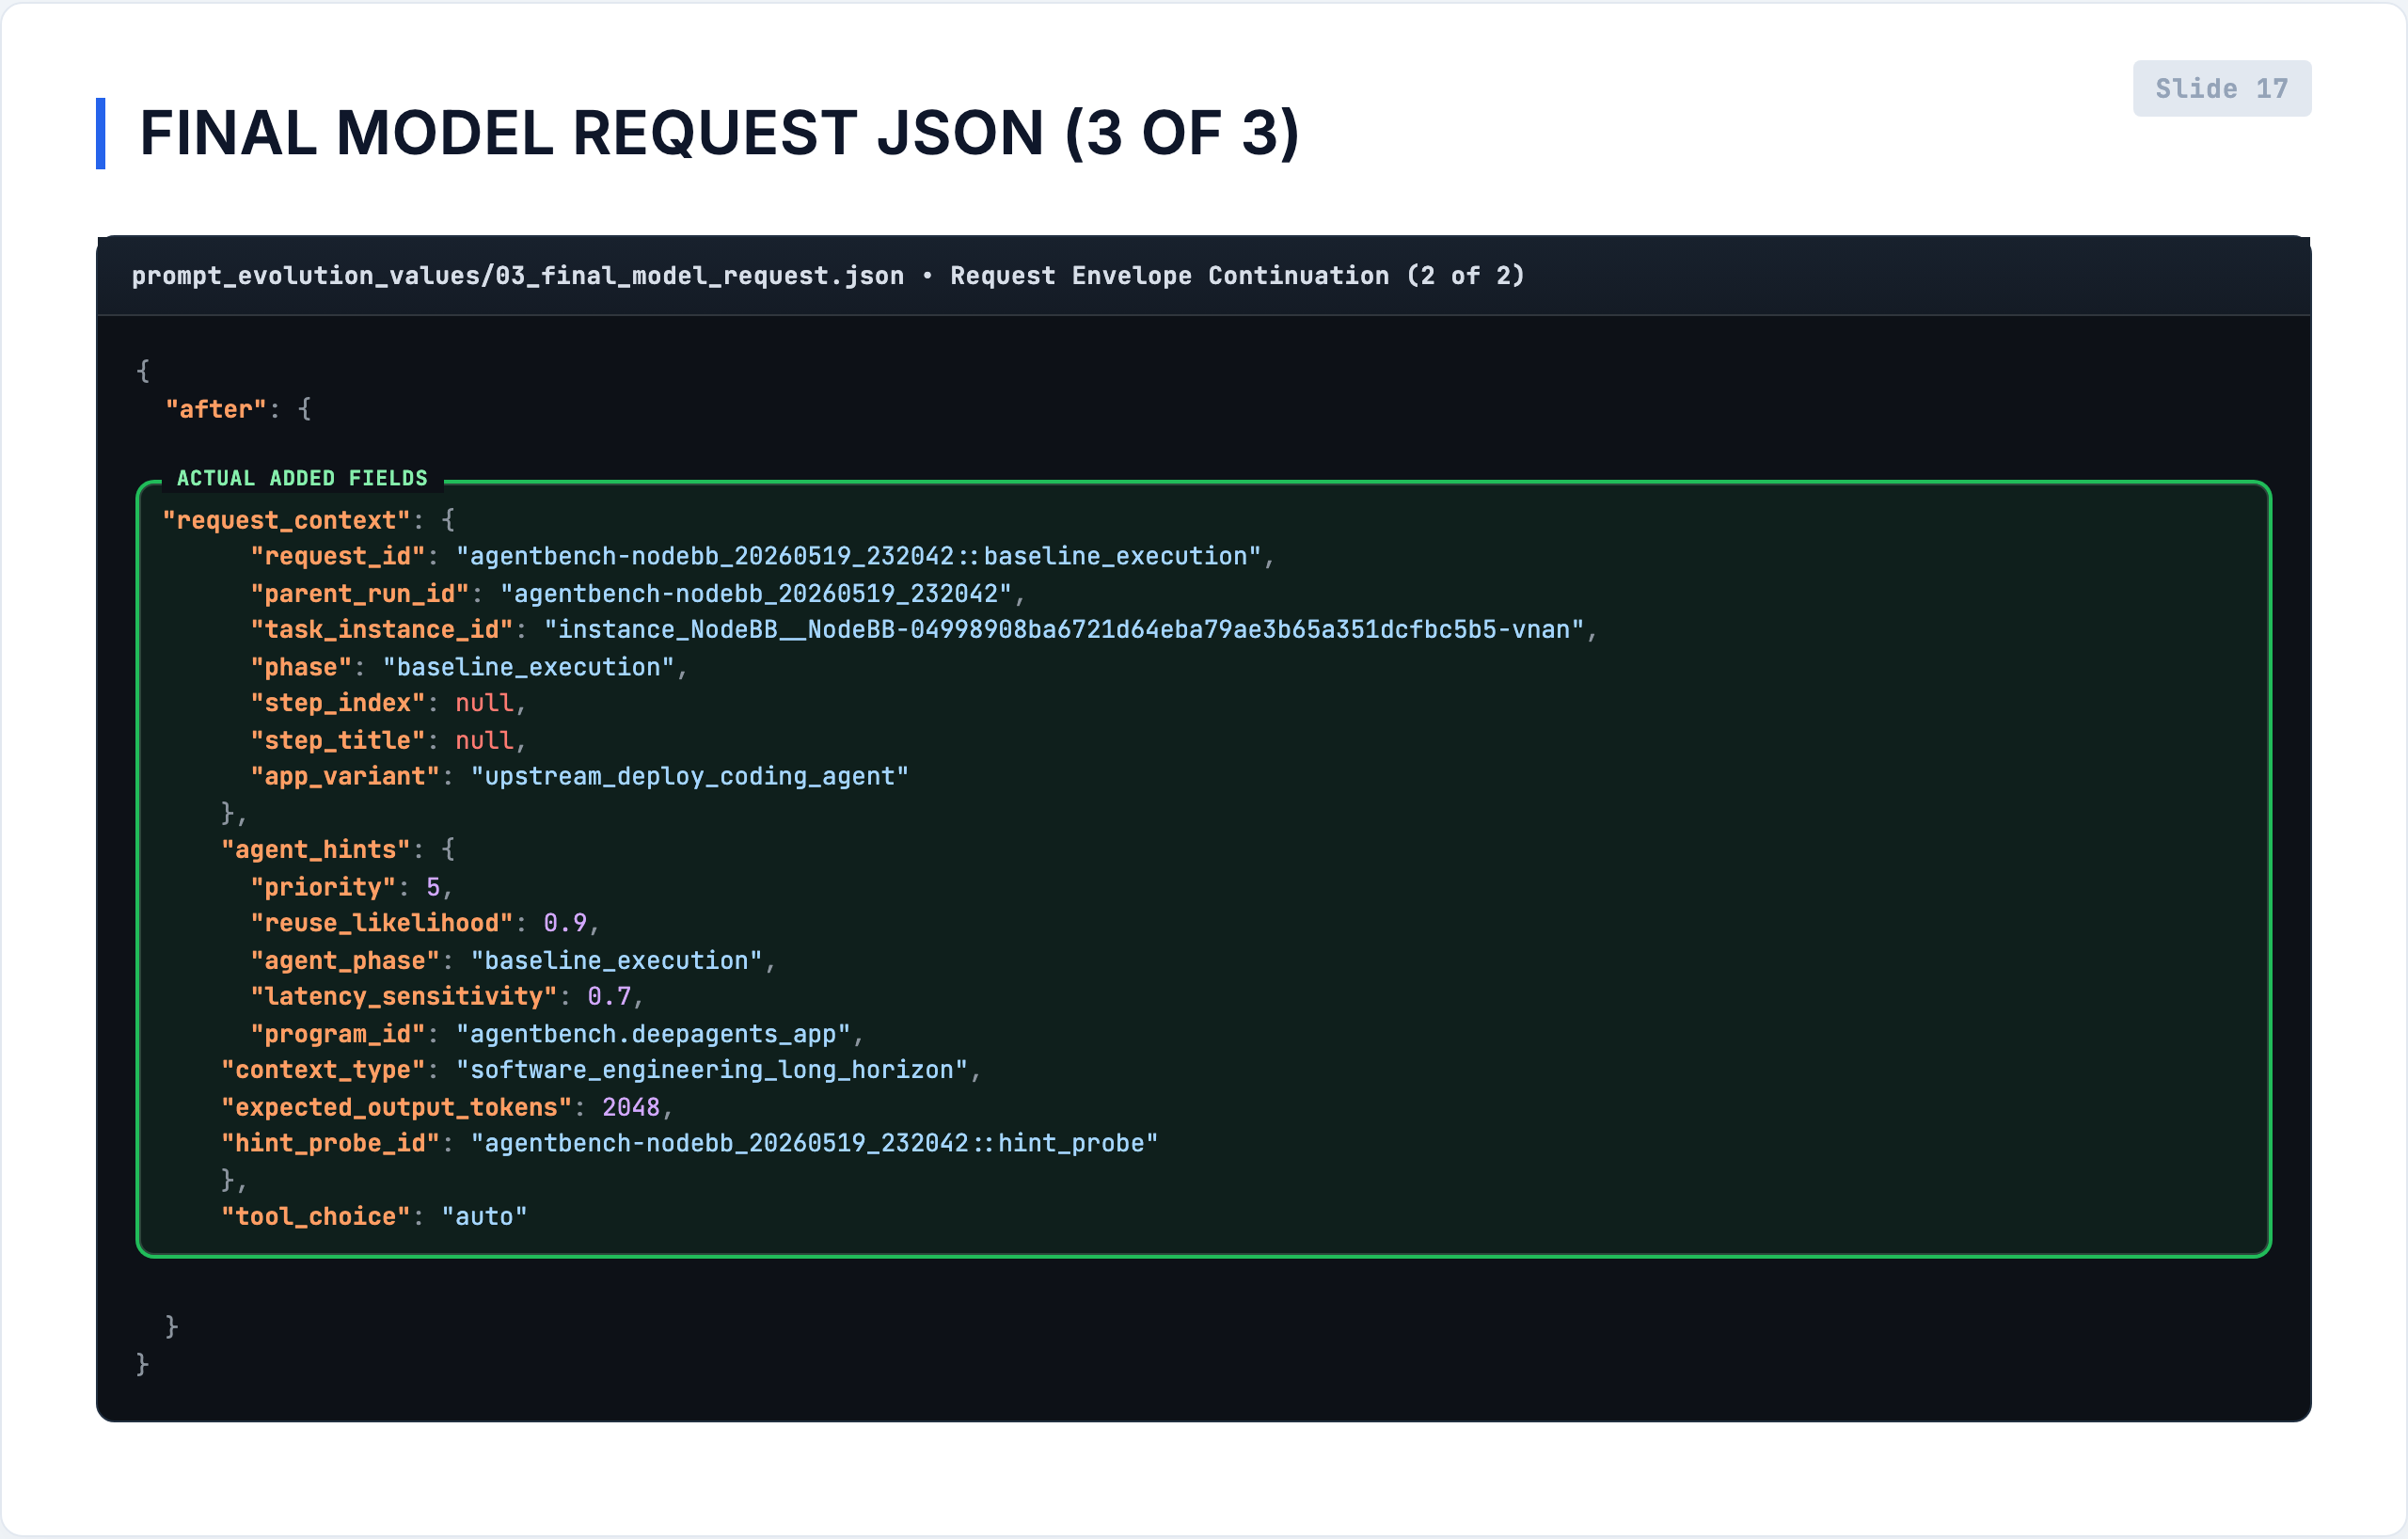 Slide 17
FINAL MODEL REQUEST JSON (3 OF 3)
prompt_evolution_values/03_final_model_request.json • Request Envelope Continuation (2 of 2)
{
  "after": {
ACTUAL ADDED FIELDS
"request_context": {
      "request_id": "agentbench-nodebb_20260519_232042::baseline_execution",
      "parent_run_id": "agentbench-nodebb_20260519_232042",
      "task_instance_id": "instance_NodeBB__NodeBB-04998908ba6721d64eba79ae3b65a351dcfbc5b5-vnan",
      "phase": "baseline_execution",
      "step_index": null,
      "step_title": null,
      "app_variant": "upstream_deploy_coding_agent"
    },
    "agent_hints": {
      "priority": 5,
      "reuse_likelihood": 0.9,
      "agent_phase": "baseline_execution",
      "latency_sensitivity": 0.7,
      "program_id": "agentbench.deepagents_app",
    "context_type": "software_engineering_long_horizon",
    "expected_output_tokens": 2048,
    "hint_probe_id": "agentbench-nodebb_20260519_232042::hint_probe"
    },
    "tool_choice": "auto"
  }
}